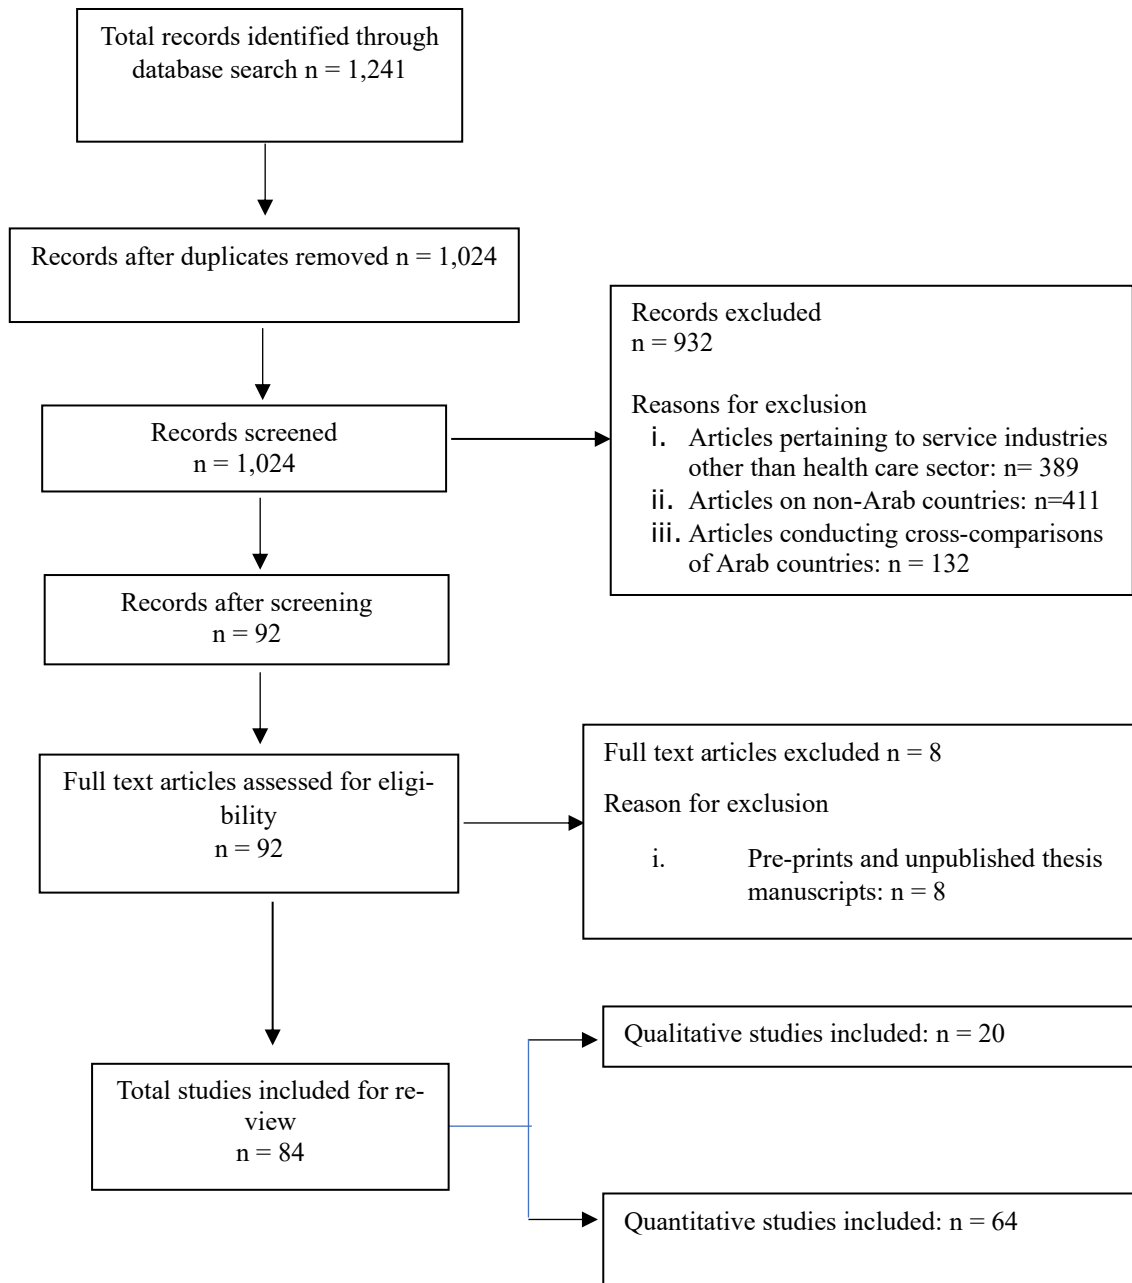 Total records identified through
database search n = 1,241
Records after duplicates removed n = 1,024
Records screened
n = 1,024
Records excluded
n = 932
Reasons for exclusion
i. Articles pertaining to service industries
other than health care sector: n= 389
ii. Articles on non-Arab countries: n=411
iii. Articles conducting cross-comparisons
of Arab countries: n = 132
Records after screening
n = 92
Full text articles assessed for eligi-
bility
n = 92
Full text articles excluded n = 8
Reason for exclusion
i. Pre-prints and unpublished thesis
manuscripts: n = 8
Total studies included for re-
view
n = 84
Qualitative studies included: n = 20
Quantitative studies included: n = 64